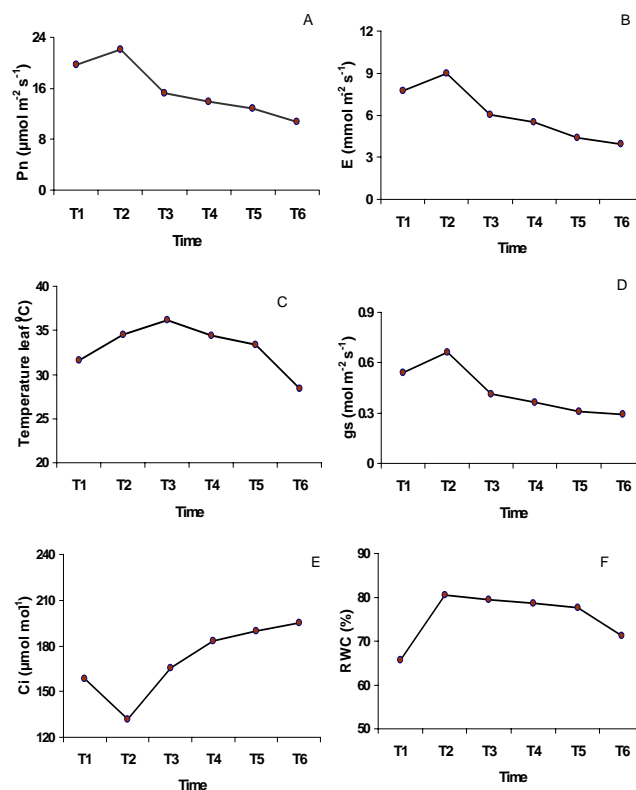 A
Pn (µmol m-2 s-1)
24
16
8
0
T1 T2 T3 T4 T5 T6
Time
B
E (mmol m-2 s-1)
12
9
6
3
0
T1 T2 T3 T4 T5 T6
Time
C
Temperature leaf (ºC)
40
35
30
25
20
T1 T2 T3 T4 T5 T6
Time
D
gs (mol m-2 s-1)
0.9
0.6
0.3
0
T1 T2 T3 T4 T5 T6
Time
E
Ci (µmol mol1)
240
210
180
150
120
T1 T2 T3 T4 T5 T6
Time
F
RWC (%)
90
80
70
60
50
T1 T2 T3 T4 T5 T6
Time